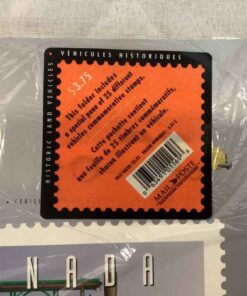 VÉHICULES HISTORIQUES
HISTORIC LAND VEHICLES
$3.75
This folder includes
a special pane of 25 different
vehicles commemorative stamps.
Cette pochette contient
une feuille de 25 timbres commémoratifs,
chacun illustrant un véhicule.
MAIL POSTE
NADA